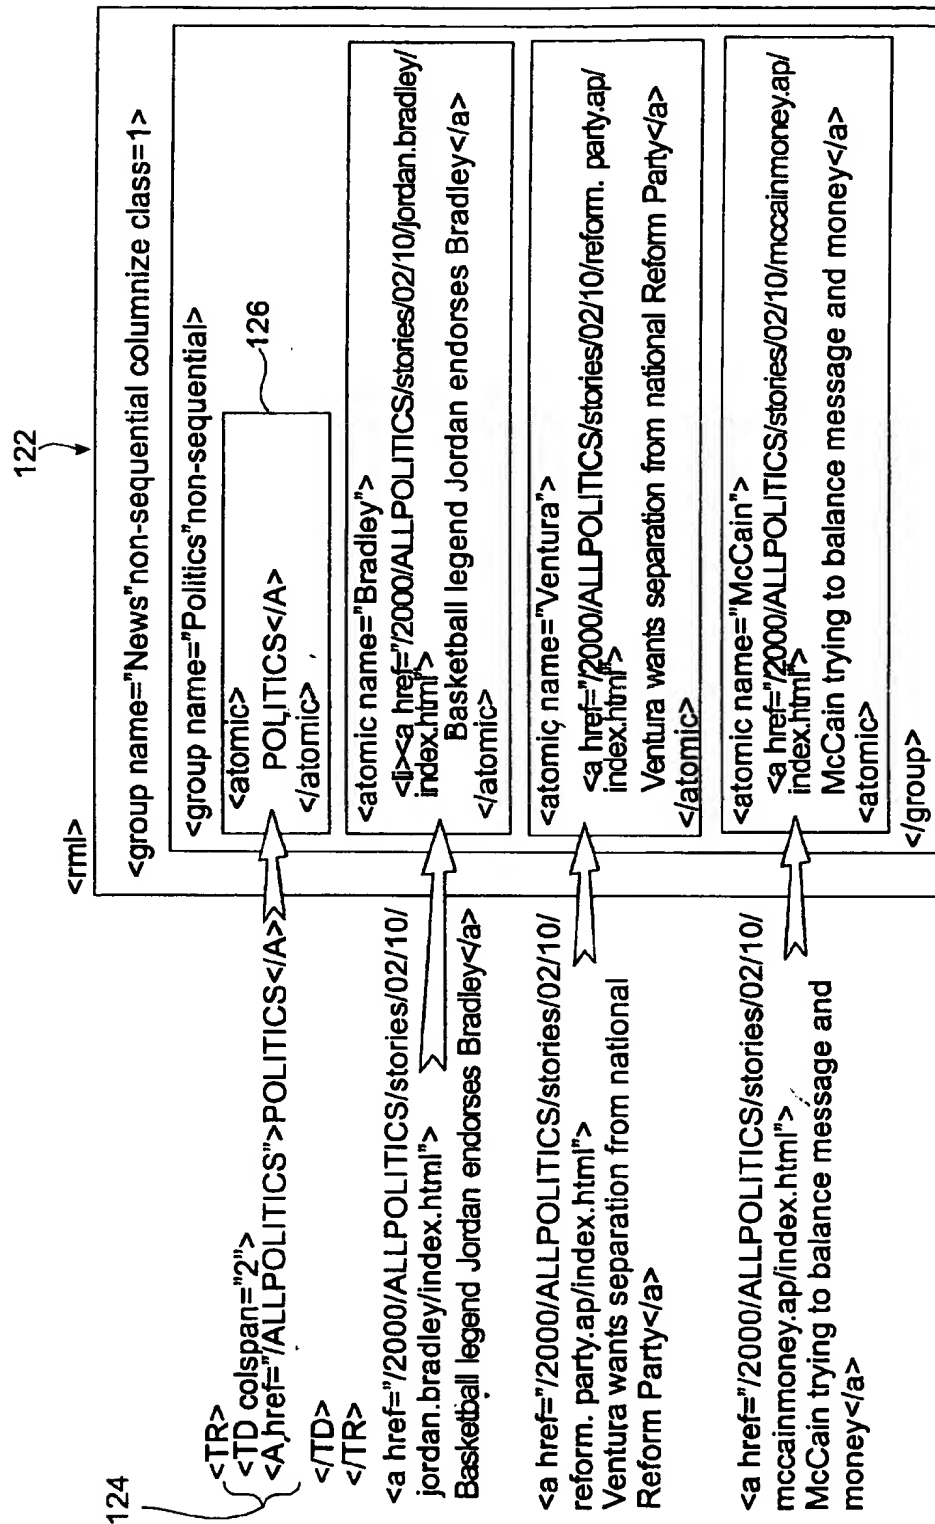 122
<rml>
<group name="News"non-sequential columnize class=1>
<group name="Politics"non-sequential>
126
<atomic>
POLITICS</A>
</atomic>
<atomic name="Bradley">
<li><a href="/2000/ALLPOLITICS/stories/02/10/jordan.bradley/
index.html">
Basketball legend Jordan endorses Bradley</a>
</atomic>
<atomic name="Ventura">
<a href="/2000/ALLPOLITICS/stories/02/10/reform. party.ap/
index.html">
Ventura wants separation from national Reform Party</a>
</atomic>
<atomic name="McCain">
<a href="/2000/ALLPOLITICS/stories/02/10/mccainmoney.ap/
index.html">
McCain trying to balance message and money</a>
<atomic>
</group>
124
<TR>
<TD colspan="2">
<A href="/ALLPOLITICS">POLITICS</A>
</TD>
</TR>
<a href="/2000/ALLPOLITICS/stories/02/10/
jordan.bradley/index.html">
Basketball legend Jordan endorses Bradley</a>
<a href="/2000/ALLPOLITICS/stories/02/10/
reform. party.ap/index.html">
Ventura wants separation from national
Reform Party</a>
<a href="/2000/ALLPOLITICS/stories/02/10/
mccainmoney.ap/index.html">
McCain trying to balance message and
money</a>